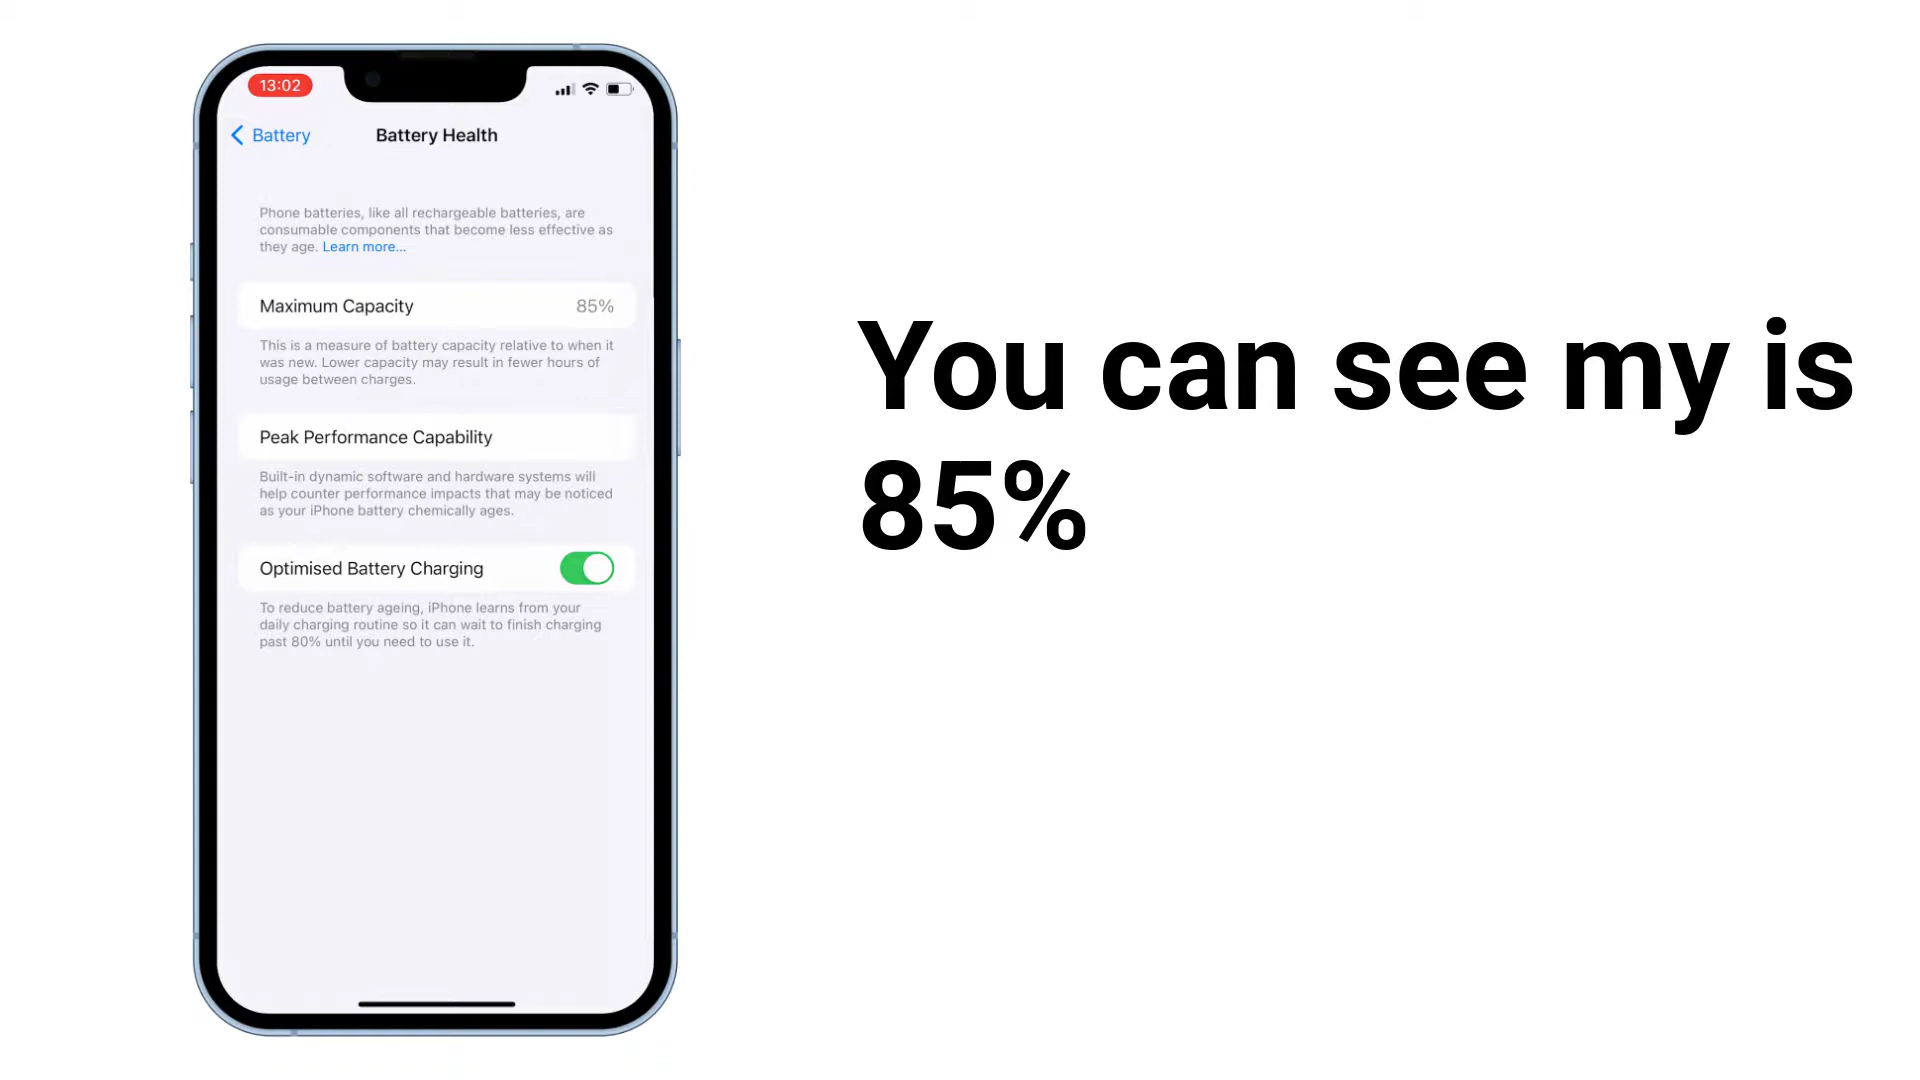 13:02
Battery
Battery Health
Phone batteries, like all rechargeable batteries, are
consumable components that become less effective as
they age. Learn more...
Maximum Capacity 85%
This is a measure of battery capacity relative to when it
was new. Lower capacity may result in fewer hours of
usage between charges.
Peak Performance Capability
Built-in dynamic software and hardware systems will
help counter performance impacts that may be noticed
as your iPhone battery chemically ages.
Optimised Battery Charging
To reduce battery ageing, iPhone learns from your
daily charging routine so it can wait to finish charging
past 80% until you need to use it.
You can see my is
85%